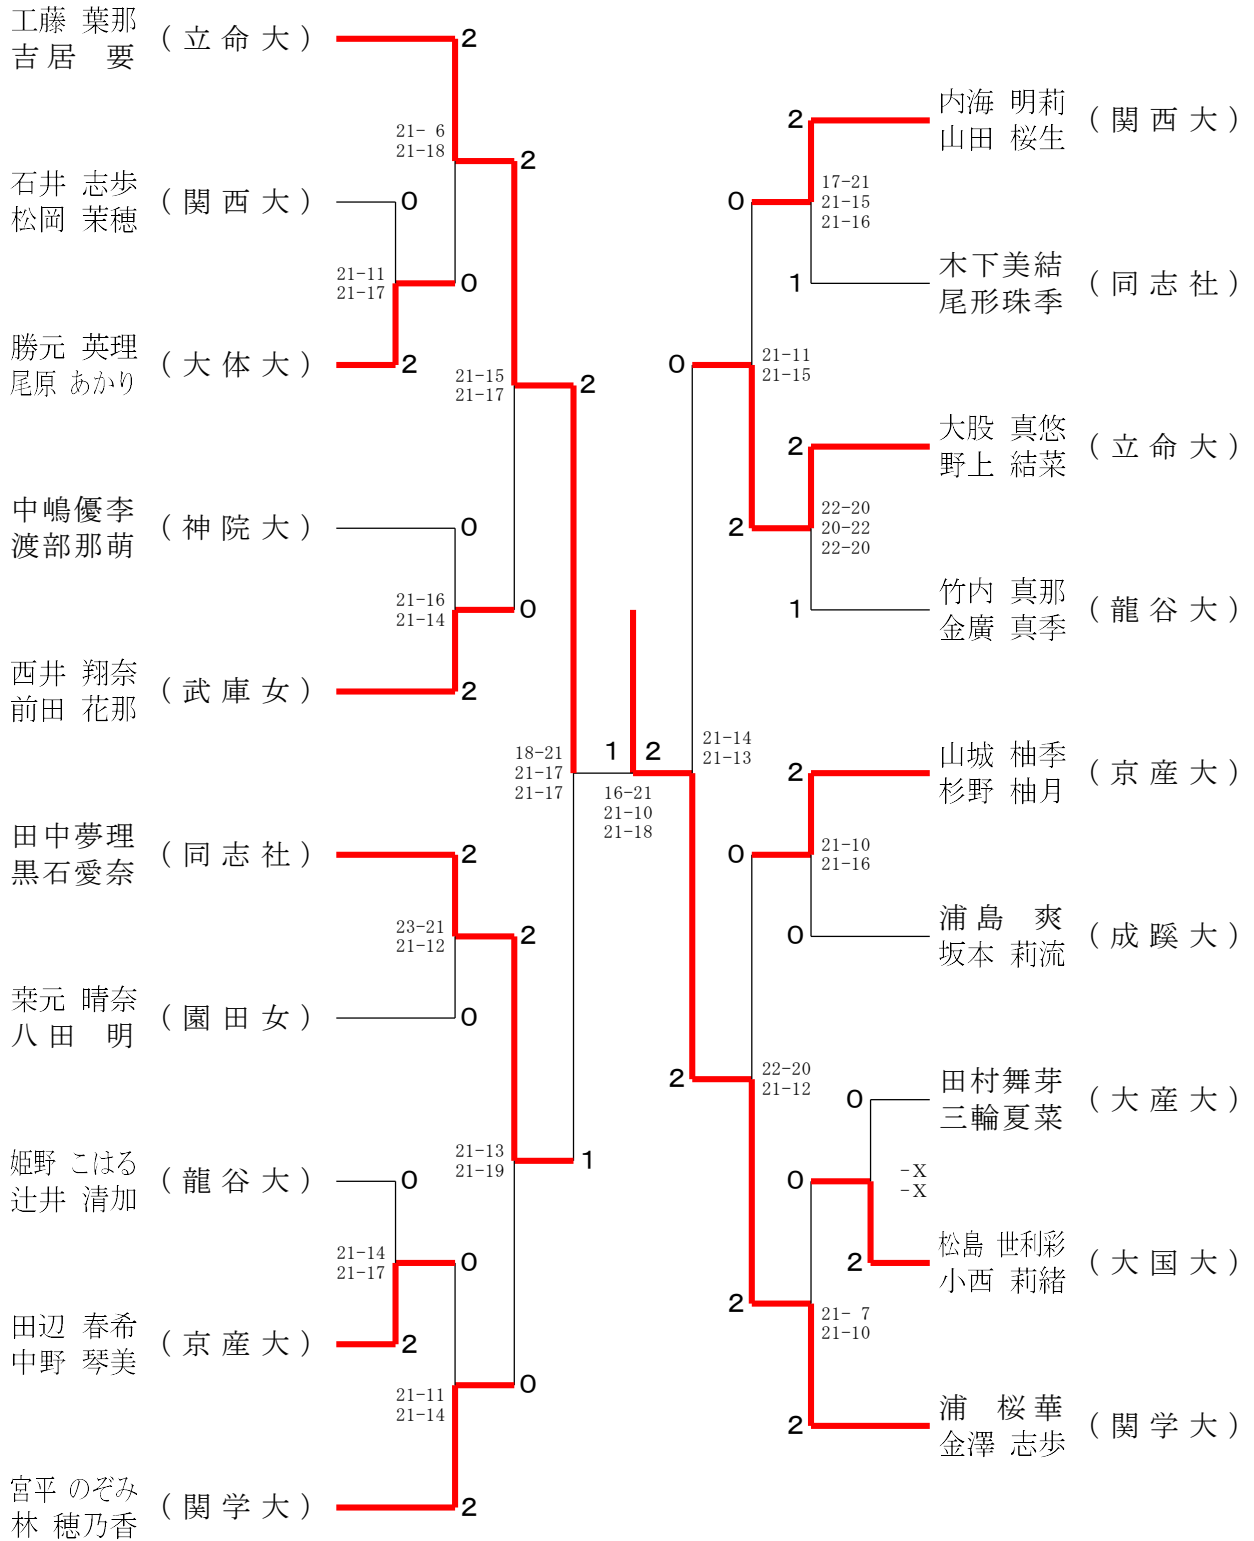 工藤 葉那
吉居 要
(立命大)
2
21- 6
21-18
2
石井 志歩
松岡 茉穂
(関西大)
0
21-11
21-17
0
勝元 英理
尾原 あかり
(大体大)
2
21-15
21-17
2
中嶋優李
渡部那萌
(神院大)
0
21-16
21-14
0
西井 翔奈
前田 花那
(武庫女)
2
18-21
21-17
21-17
1
2
16-21
21-10
21-18
田中夢理
黒石愛奈
(同志社)
2
23-21
21-12
2
栞元 晴奈
八田 明
(園田女)
0
21-13
21-19
1
姫野 こはる
辻井 清加
(龍谷大)
0
21-14
21-17
0
田辺 春希
中野 琴美
(京産大)
2
21-11
21-14
0
宮平 のぞみ
林 穂乃香
(関学大)
2
2
内海 明莉
山田 桜生
(関西大)
0
17-21
21-15
21-16
1
木下美結
尾形珠季
(同志社)
0
21-11
21-15
2
大股 真悠
野上 結菜
(立命大)
2
22-20
20-22
22-20
1
竹内 真那
金廣 真季
(龍谷大)
21-14
21-13
2
山城 柚季
杉野 柚月
(京産大)
0
21-10
21-16
0
浦島 爽
坂本 莉流
(成蹊大)
2
22-20
21-12
0
田村舞芽
三輪夏菜
(大産大)
0
-X
-X
2
松島 世利彩
小西 莉緒
(大国大)
2
21- 7
21-10
2
浦 桜華
金澤 志歩
(関学大)